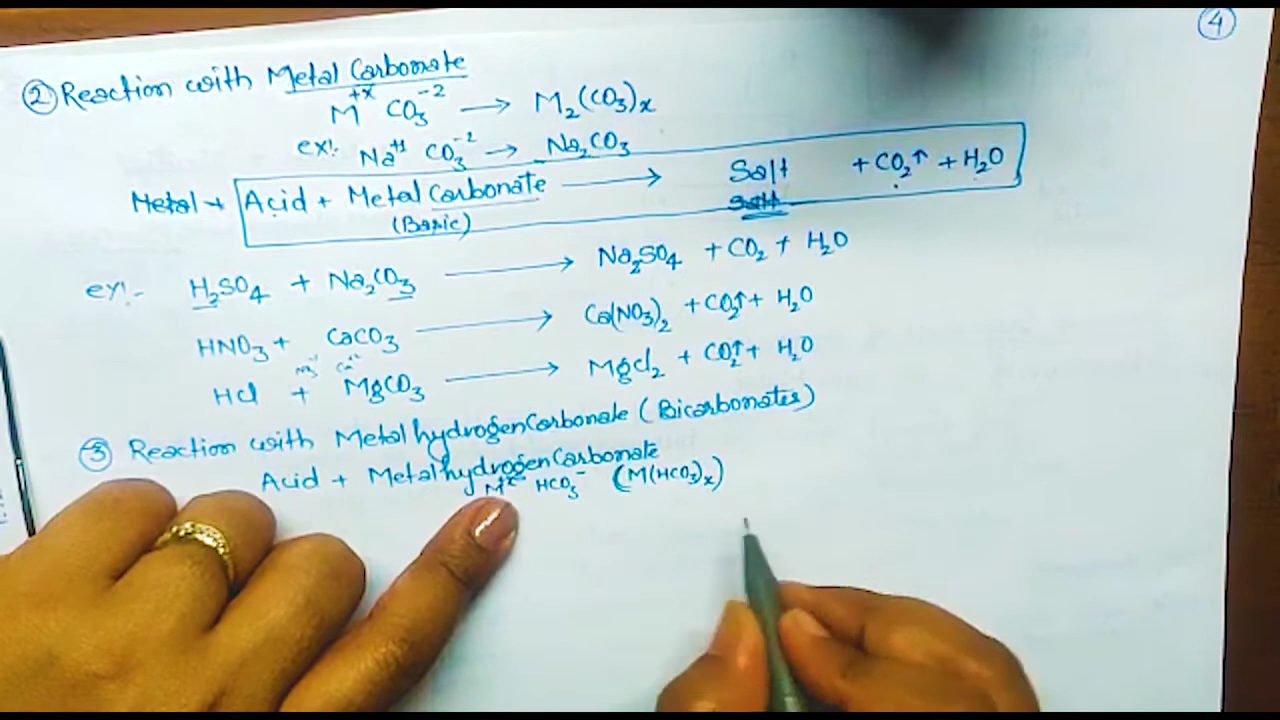 4
② Reaction with Metal Carbonate
M+x CO3-2 → M2(CO3)x
ex:- Na+1 CO3-2 → Na2CO3
Metal + Acid + Metal Carbonate → Salt + CO2↑ + H2O
(Basic) Salt
ex:- H2SO4 + Na2CO3 → Na2SO4 + CO2 + H2O
HNO3 + CaCO3 → Ca(NO3)2 + CO2↑ + H2O
HCl + MgCO3 → MgCl2 + CO2↑ + H2O
③ Reaction with Metal hydrogen Carbonate (Bicarbonates)
Acid + Metal hydrogen Carbonate
M+x HCO3- (M(HCO3)x)